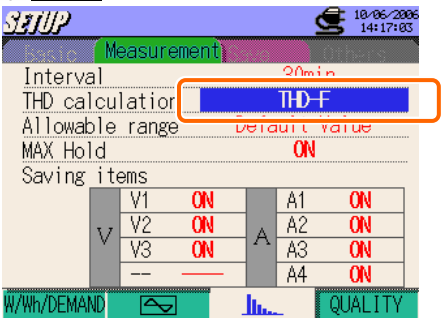 SETUP 10/06/2006
14:17:03
Basic Measurement Save Others
Interval 30min
THD calculation THD-F
Allowable range Default Value
MAX Hold ON
Saving items
V1 ON A1 ON
V V2 ON A A2 ON
V3 ON A3 ON
-- —— A4 ON
W/Wh/DEMAND QUALITY